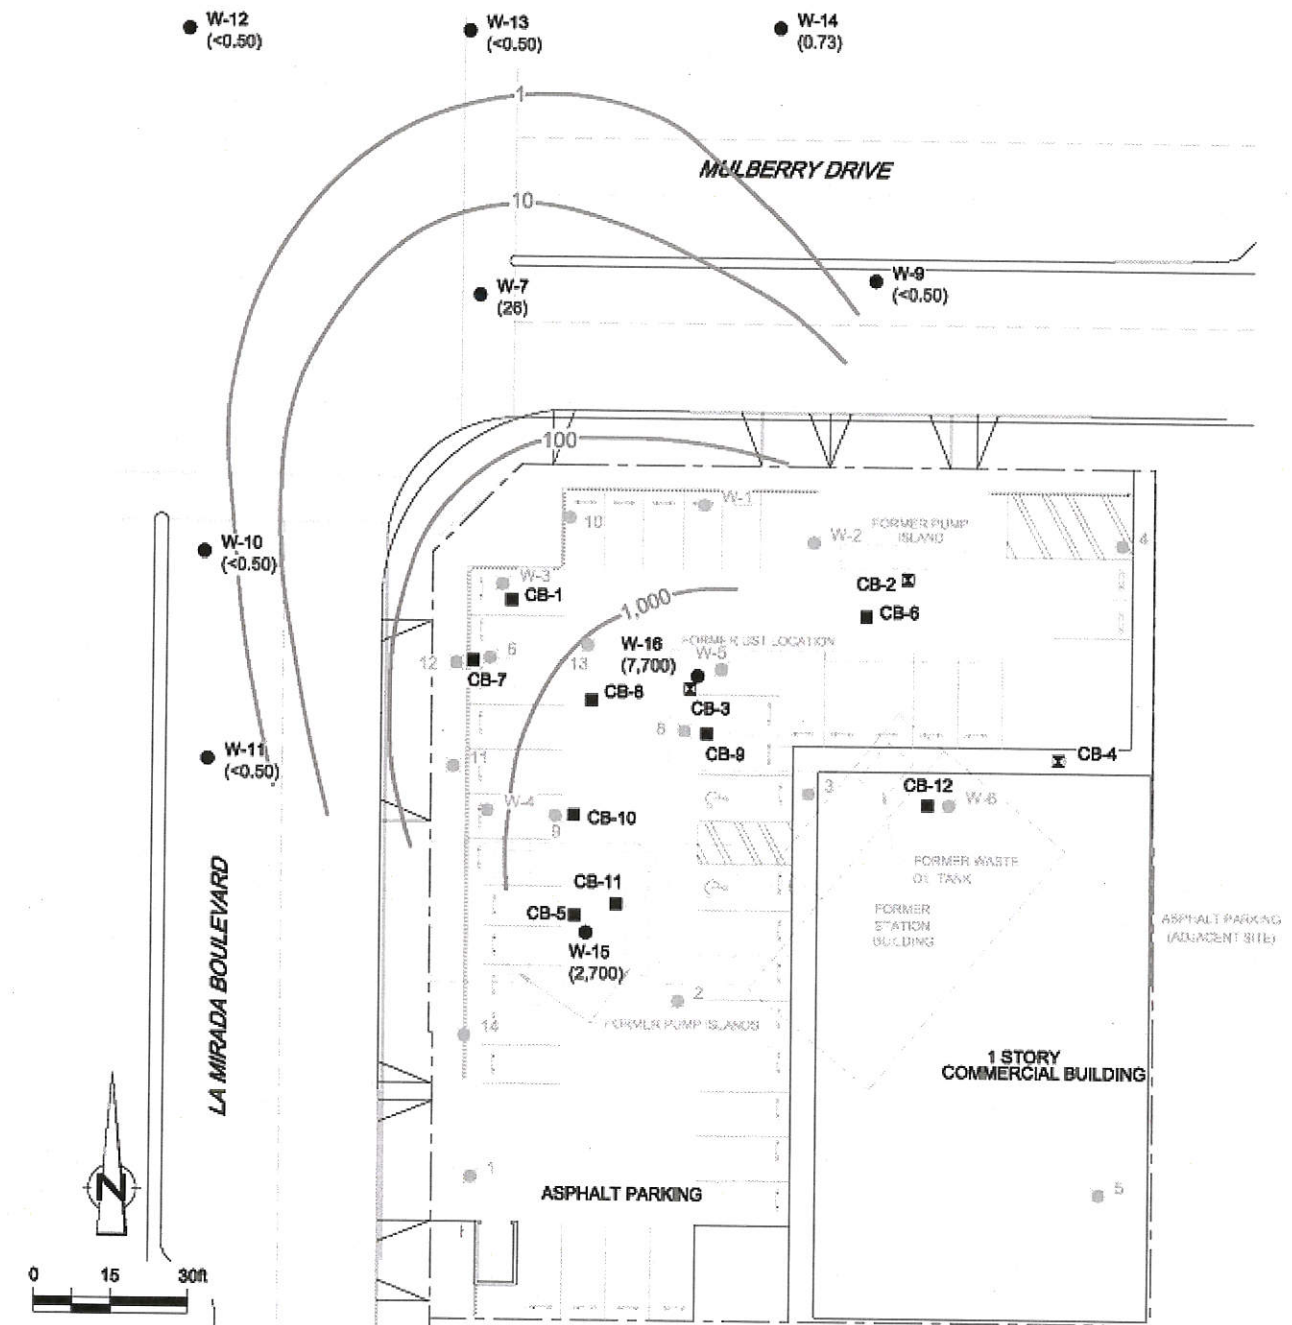 W-12
(<0.50)
W-13
(<0.50)
W-14
(0.73)
1
MULBERRY DRIVE
10
W-7
(26)
W-9
(<0.50)
100
W-1
10
W-2
FORMER PUMP
ISLAND
4
W-10
(<0.50)
W-3
CB-1
CB-2
CB-6
1,000
FORMER UST LOCATION
W-16
(7,700)
W-5
13
12
6
CB-7
CB-8
CB-3
8
CB-9
W-11
(<0.50)
11
CB-4
3
CB-12
W-6
W-4
9
CB-10
FORMER WASTE
OIL TANK
CB-11
CB-5
W-15
(2,700)
FORMER
STATION
BUILDING
ASPHALT PARKING
(ADJACENT SITE)
LA MIRADA BOULEVARD
2
FORMER PUMP ISLANDS
14
1 STORY
COMMERCIAL BUILDING
1
ASPHALT PARKING
5
N
0 15 30ft